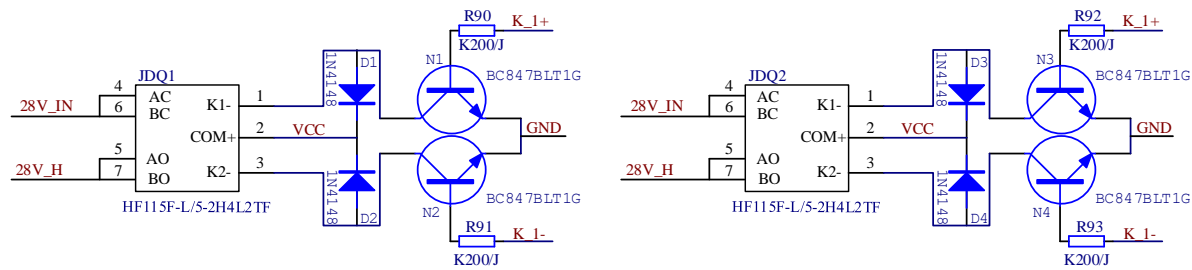 R90 K_1+
K200/J
JDQ1
1N4148
D1
N1
BC847BLT1G
4 AC
6 BC
K1- 1
28V_IN
COM+ 2 VCC
GND
5 AO
7 BO
K2- 3
28V_H
HF115F-L/5-2H4L2TF
1N4148
D2
N2
BC847BLT1G
R91 K_1-
K200/J
R92 K_1+
K200/J
JDQ2
1N4148
D3
N3
BC847BLT1G
4 AC
6 BC
K1- 1
28V_IN
COM+ 2 VCC
GND
5 AO
7 BO
K2- 3
28V_H
HF115F-L/5-2H4L2TF
1N4148
D4
N4
BC847BLT1G
R93 K_1-
K200/J